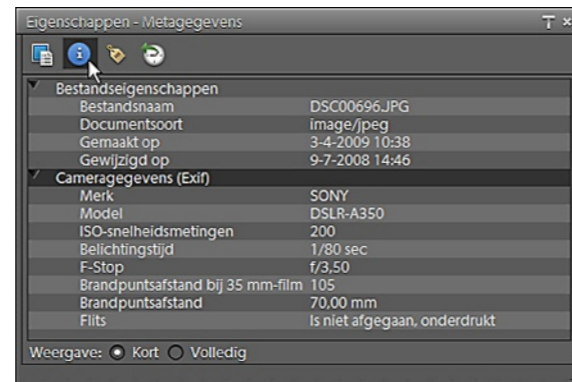 Eigenschappen - Metagegevens
Bestandseigenschappen
Bestandsnaam DSC00696.JPG
Documentsoort image/jpeg
Gemaakt op 3-4-2009 10:38
Gewijzigd op 9-7-2008 14:46
Cameragegevens (Exif)
Merk SONY
Model DSLR-A350
ISO-snelheidsmetingen 200
Belichtingstijd 1/80 sec
F-Stop f/3,50
Brandpuntsafstand bij 35 mm-film 105
Brandpuntsafstand 70,00 mm
Flits Is niet afgegaan, onderdrukt
Weergave: Kort Volledig